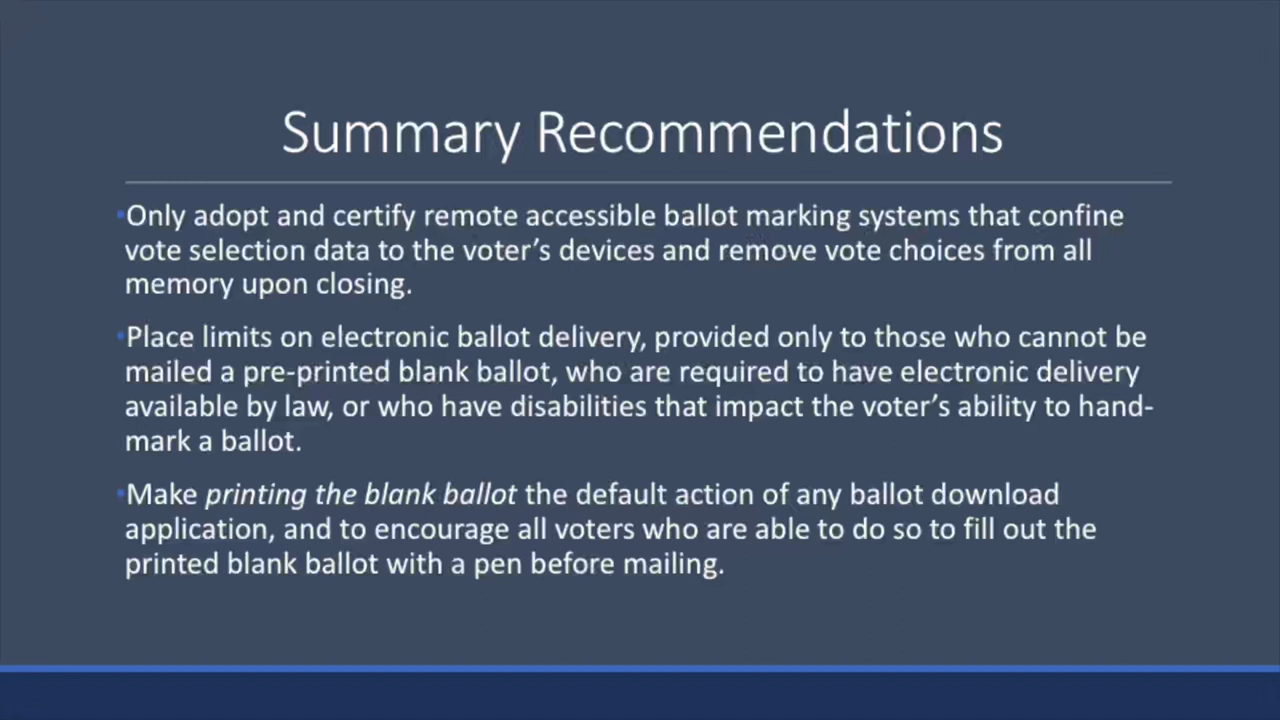 Summary Recommendations
•Only adopt and certify remote accessible ballot marking systems that confine
vote selection data to the voter's devices and remove vote choices from all
memory upon closing.
•Place limits on electronic ballot delivery, provided only to those who cannot be
mailed a pre-printed blank ballot, who are required to have electronic delivery
available by law, or who have disabilities that impact the voter's ability to hand-
mark a ballot.
•Make printing the blank ballot the default action of any ballot download
application, and to encourage all voters who are able to do so to fill out the
printed blank ballot with a pen before mailing.